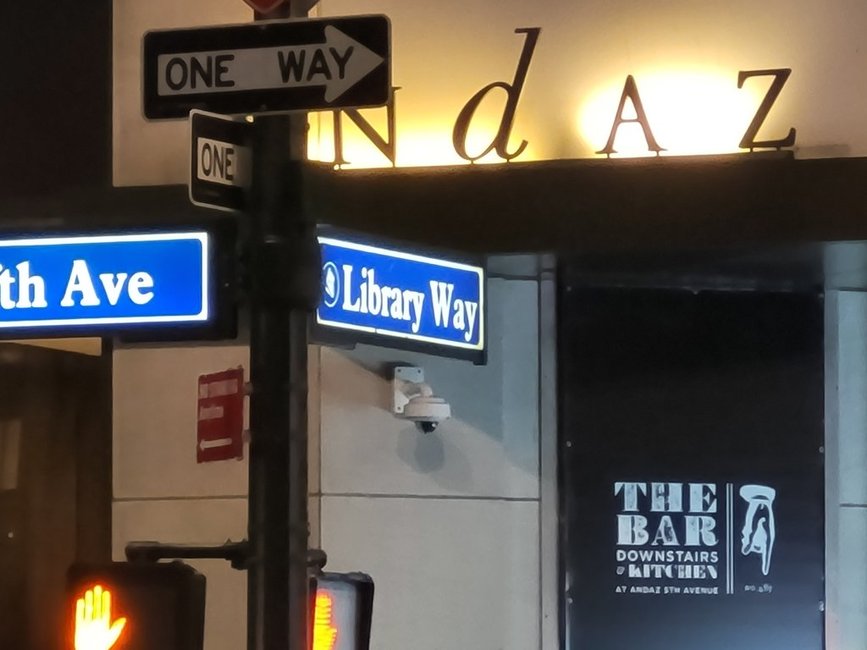 ONE WAY
NdAZ
ONE
th Ave
Library Way
THE
BAR
DOWNSTAIRS
& KITCHEN
AT ANDAZ 5TH AVENUE